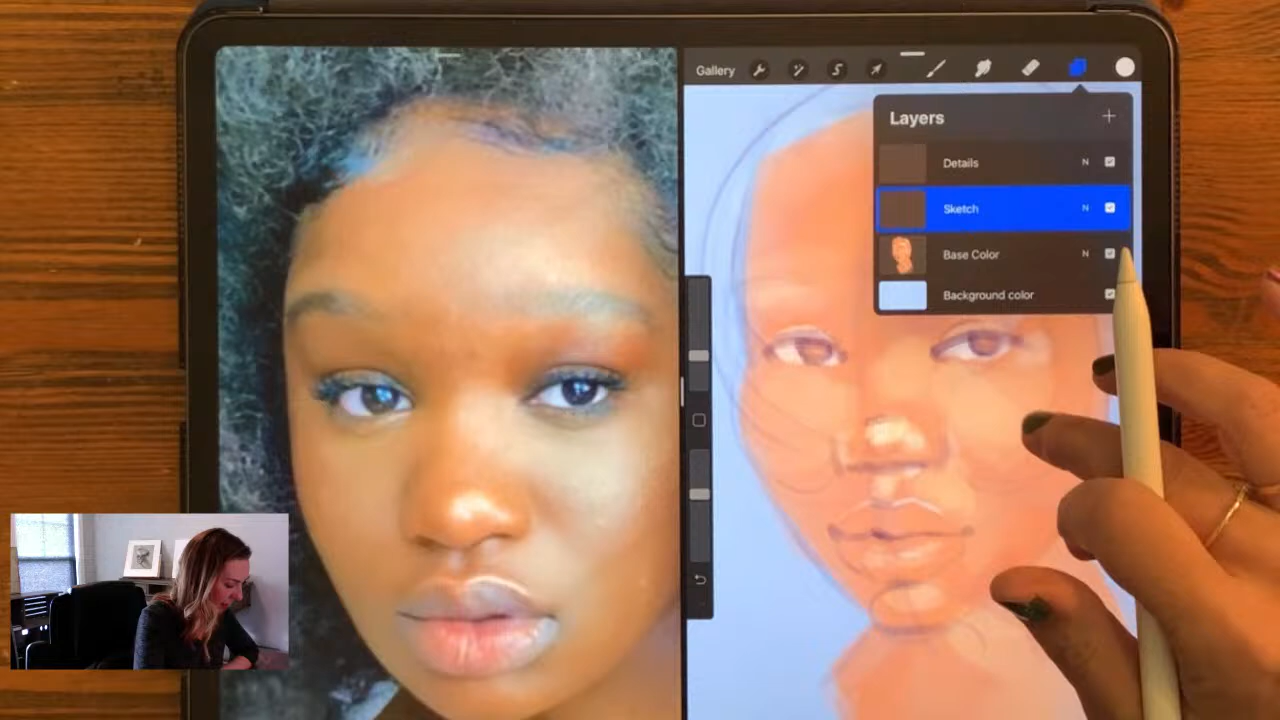 Gallery
Layers
Details N
Sketch N
Base Color N
Background color